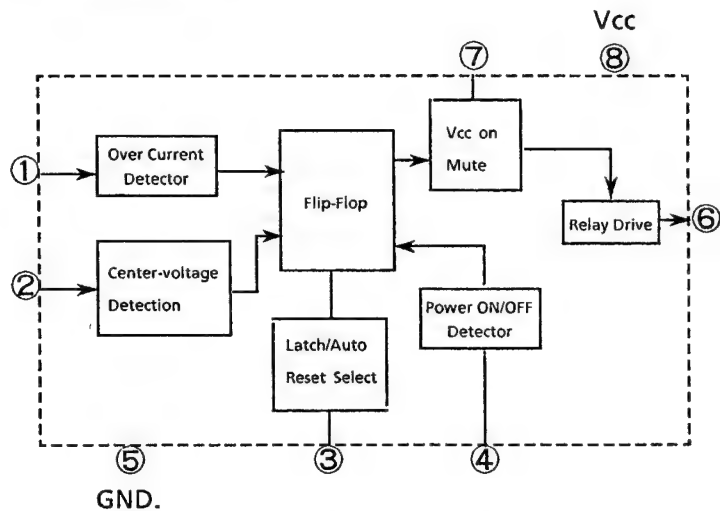 Vcc
⑦
⑧
Vcc on
Mute
①
Over Current
Detector
Flip-Flop
Relay Drive
⑥
②
Center-voltage
Detection
Power ON/OFF
Detector
Latch/Auto
Reset Select
⑤
③
④
GND.